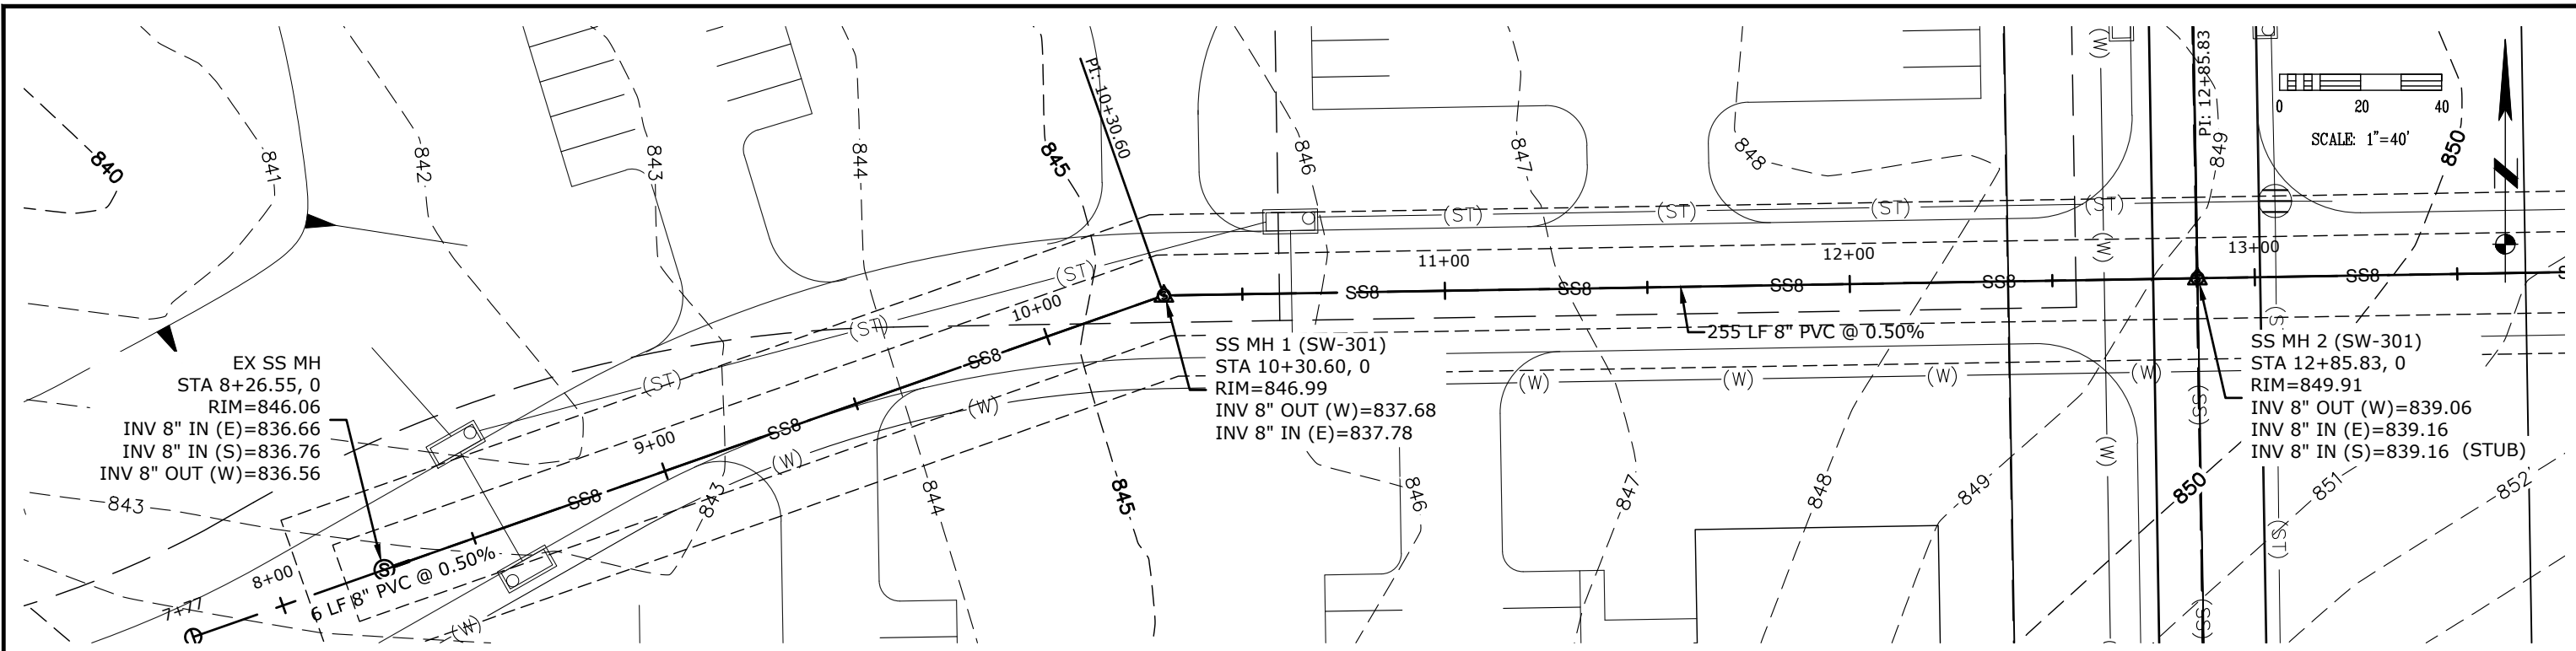 840
841
842
843
844
845
PI: 10+30.60
846
847
848
PI: 12+85.83
849
850
0 20 40
SCALE: 1"=40'
(W)
(ST)
(ST)
(ST)
(ST)
(W)
13+00
12+00
11+00
(ST)
SS8
SS8
SS8
SS8
SS8
S
10+00
(ST)
SS8
(ST)
(S
255 LF 8" PVC @ 0.50%
EX SS MH
STA 8+26.55, 0
RIM=846.06
INV 8" IN (E)=836.66
INV 8" IN (S)=836.76
INV 8" OUT (W)=836.56
SS MH 1 (SW-301)
STA 10+30.60, 0
RIM=846.99
INV 8" OUT (W)=837.68
INV 8" IN (E)=837.78
SS MH 2 (SW-301)
STA 12+85.83, 0
RIM=849.91
INV 8" OUT (W)=839.06
INV 8" IN (E)=839.16
INV 8" IN (S)=839.16 (STUB)
(W)
(W)
(W)
(W)
(W)
(SS)
SS8
9+00
(W)
(W)
SS8
843
843
844
845
846
847
848
849
850
851
852
(ST)
S
8+00
6 LF 8" PVC @ 0.50%
7+77
(W)
(SS)